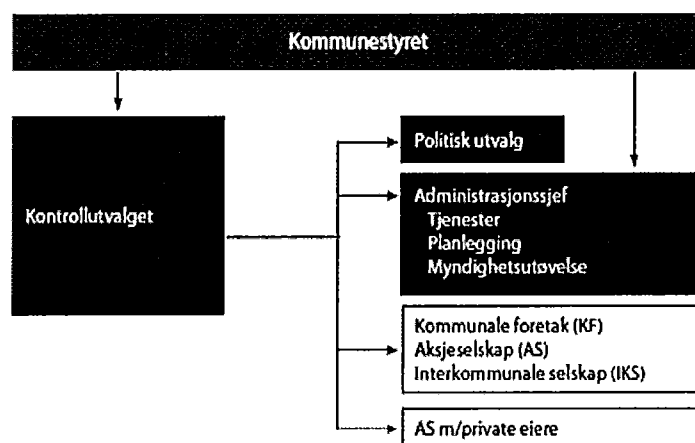 Kommunestyret
Kontrollutvalget
Politisk utvalg
Administrasjonssjef
Tjenester
Planlegging
Myndighetsutøvelse
Kommunale foretak (KF)
Aksjeselskap (AS)
Interkommunale selskap (IKS)
AS m/private eiere